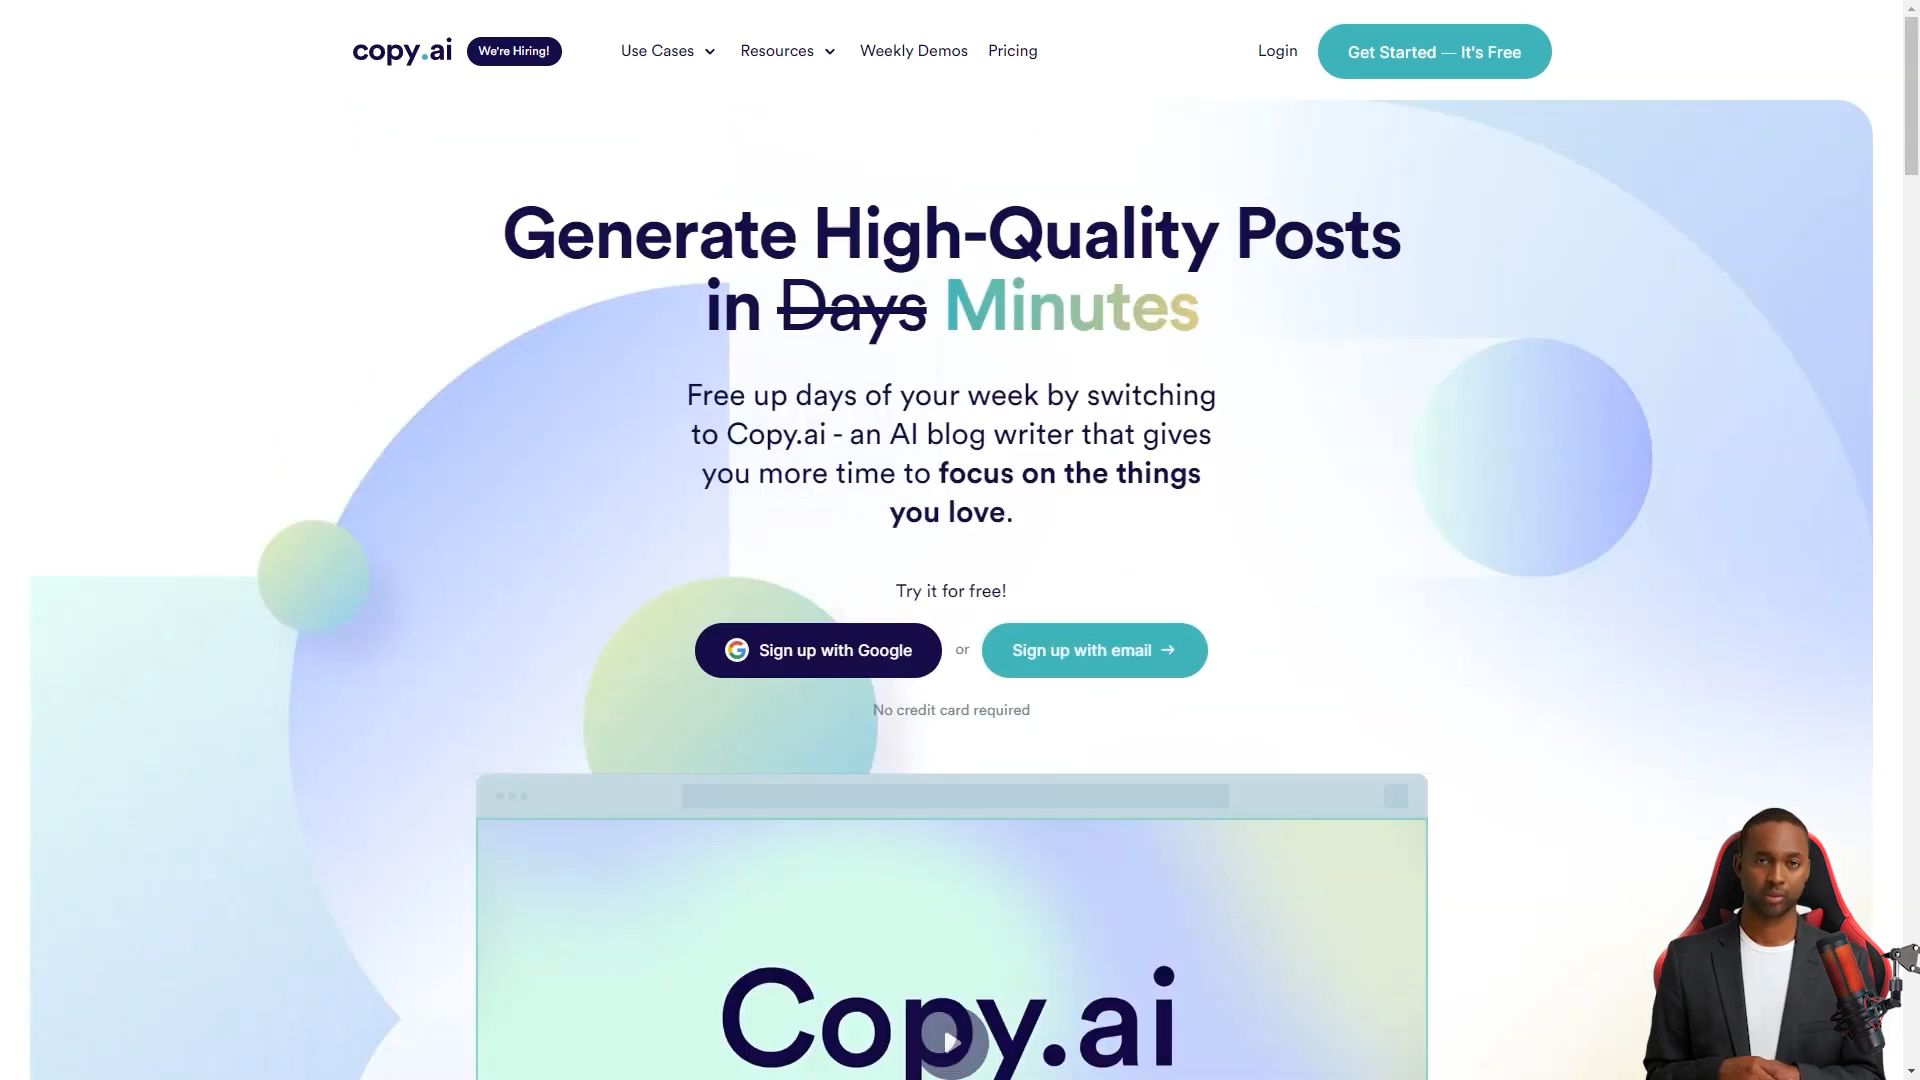 copy.ai We're Hiring! Use Cases Resources Weekly Demos Pricing Login Get Started — It's Free
Generate High-Quality Posts
in Days Minutes
Free up days of your week by switching
to Copy.ai - an AI blog writer that gives
you more time to focus on the things
you love.
Try it for free!
Sign up with Google or Sign up with email →
No credit card required
Copy.ai